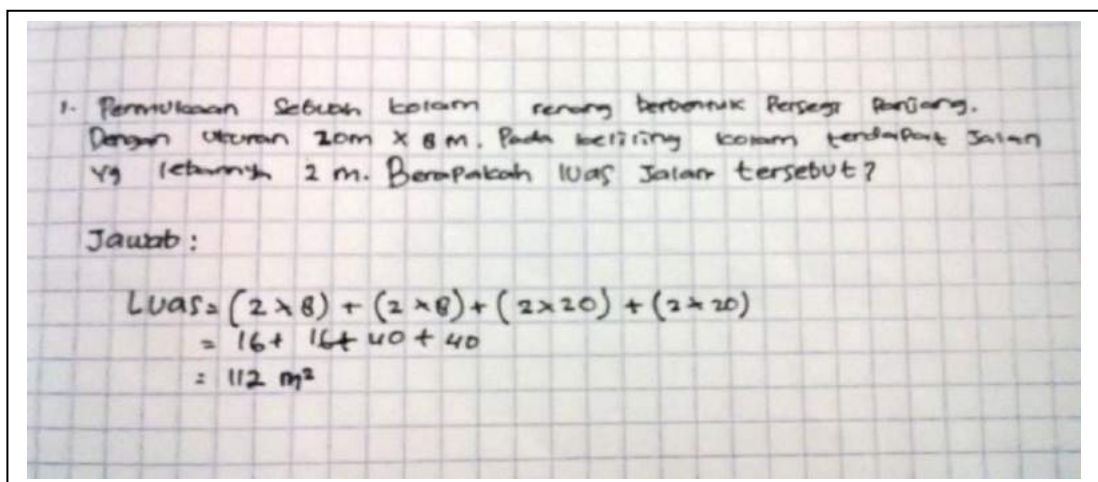 1. Permukaan Sebuah kolam renang berbentuk Persegi Panjang.
Dengan Ukuran 20m × 8 m. Pada keliling kolam terdapat Jalan
yg lebarnya 2 m. Berapakah luas Jalan tersebut?
Jawab :
Luas = (2 × 8) + (2 × 8) + (2 × 20) + (2 × 20)
= 16 + 16 + 40 + 40
= 112 m²